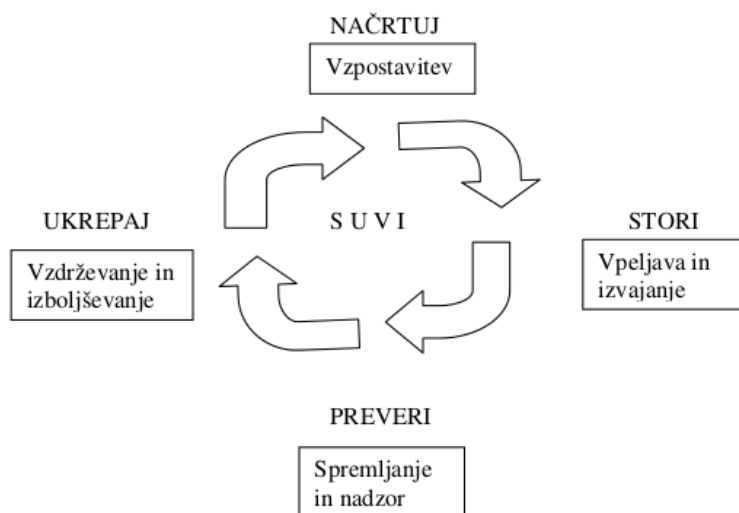 NAČRTUJ
Vzpostavitev
UKREPAJ
S U V I
STORI
Vzdrževanje in
izboljševanje
Vpeljava in
izvajanje
PREVERI
Spremljanje
in nadzor